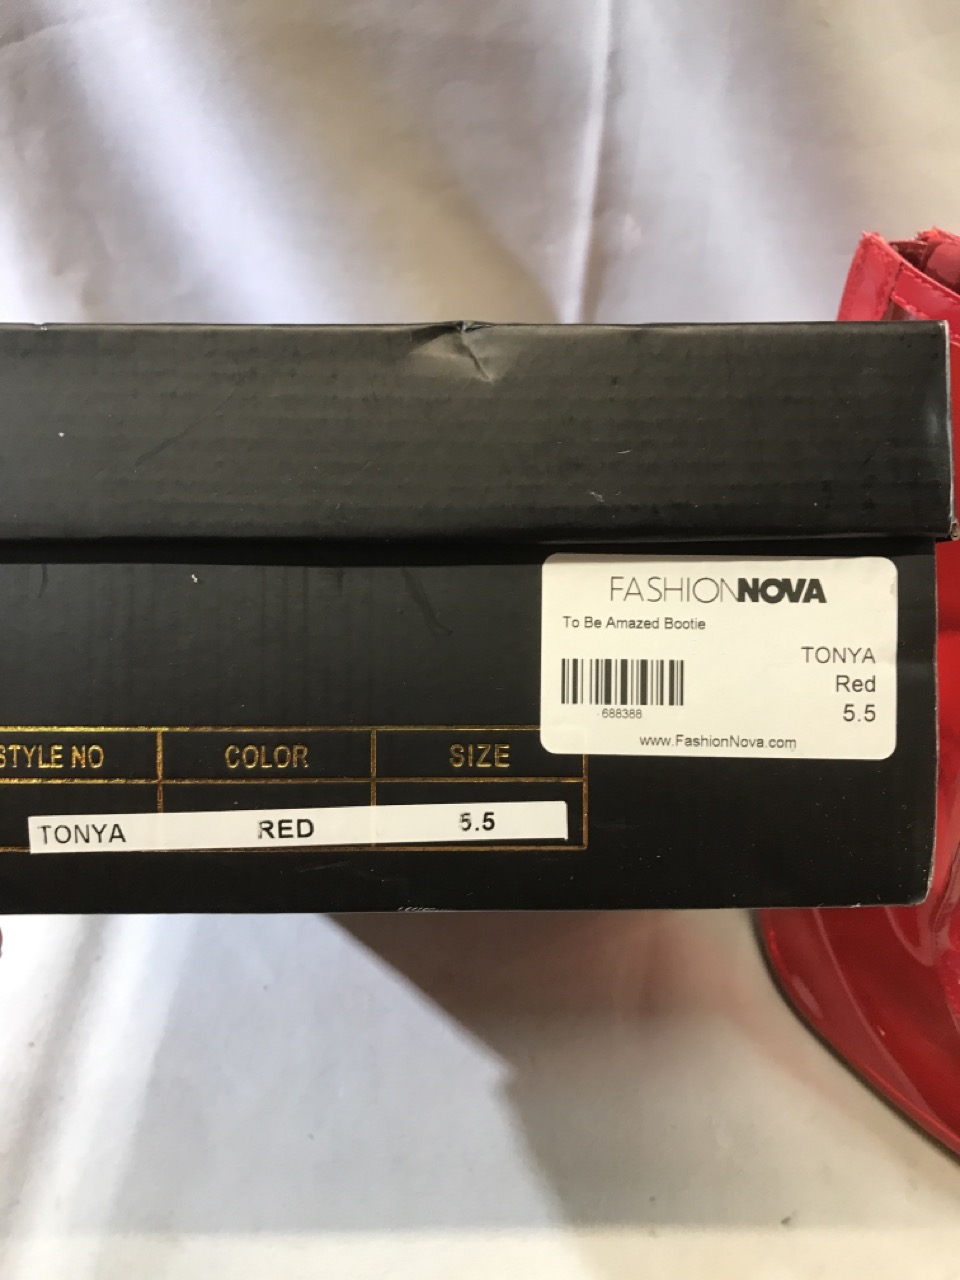 FASHIONNOVA
To Be Amazed Bootie
TONYA
Red
688388
5.5
www.FashionNova.com
STYLE NO COLOR SIZE
TONYA RED 5.5